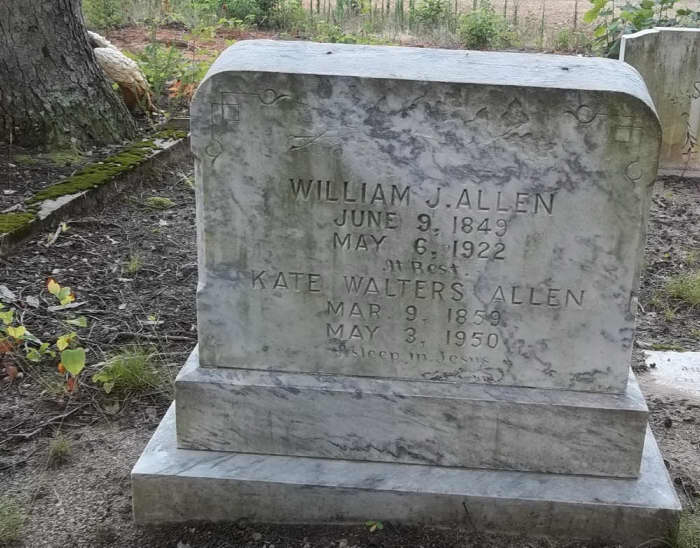 WILLIAM J. ALLEN
JUNE 9, 1849
MAY 6, 1922
At Rest.
KATE WALTERS ALLEN
MAR 9, 1859
MAY 3, 1950
Asleep in Jesus